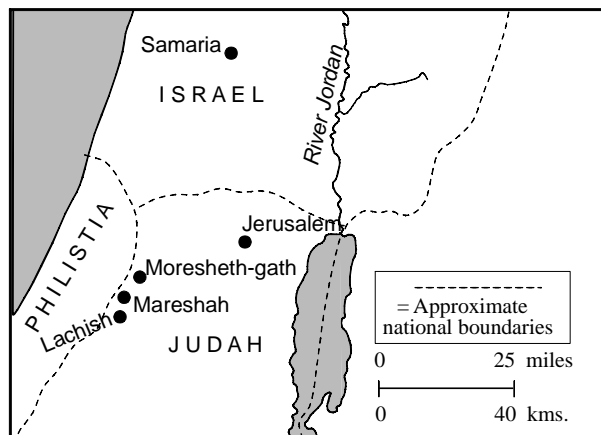 Samaria
ISRAEL
River Jordan
PHILISTIA
Jerusalem
Moresheth-gath
Mareshah
Lachish
JUDAH
= Approximate
national boundaries
0 25 miles
0 40 kms.